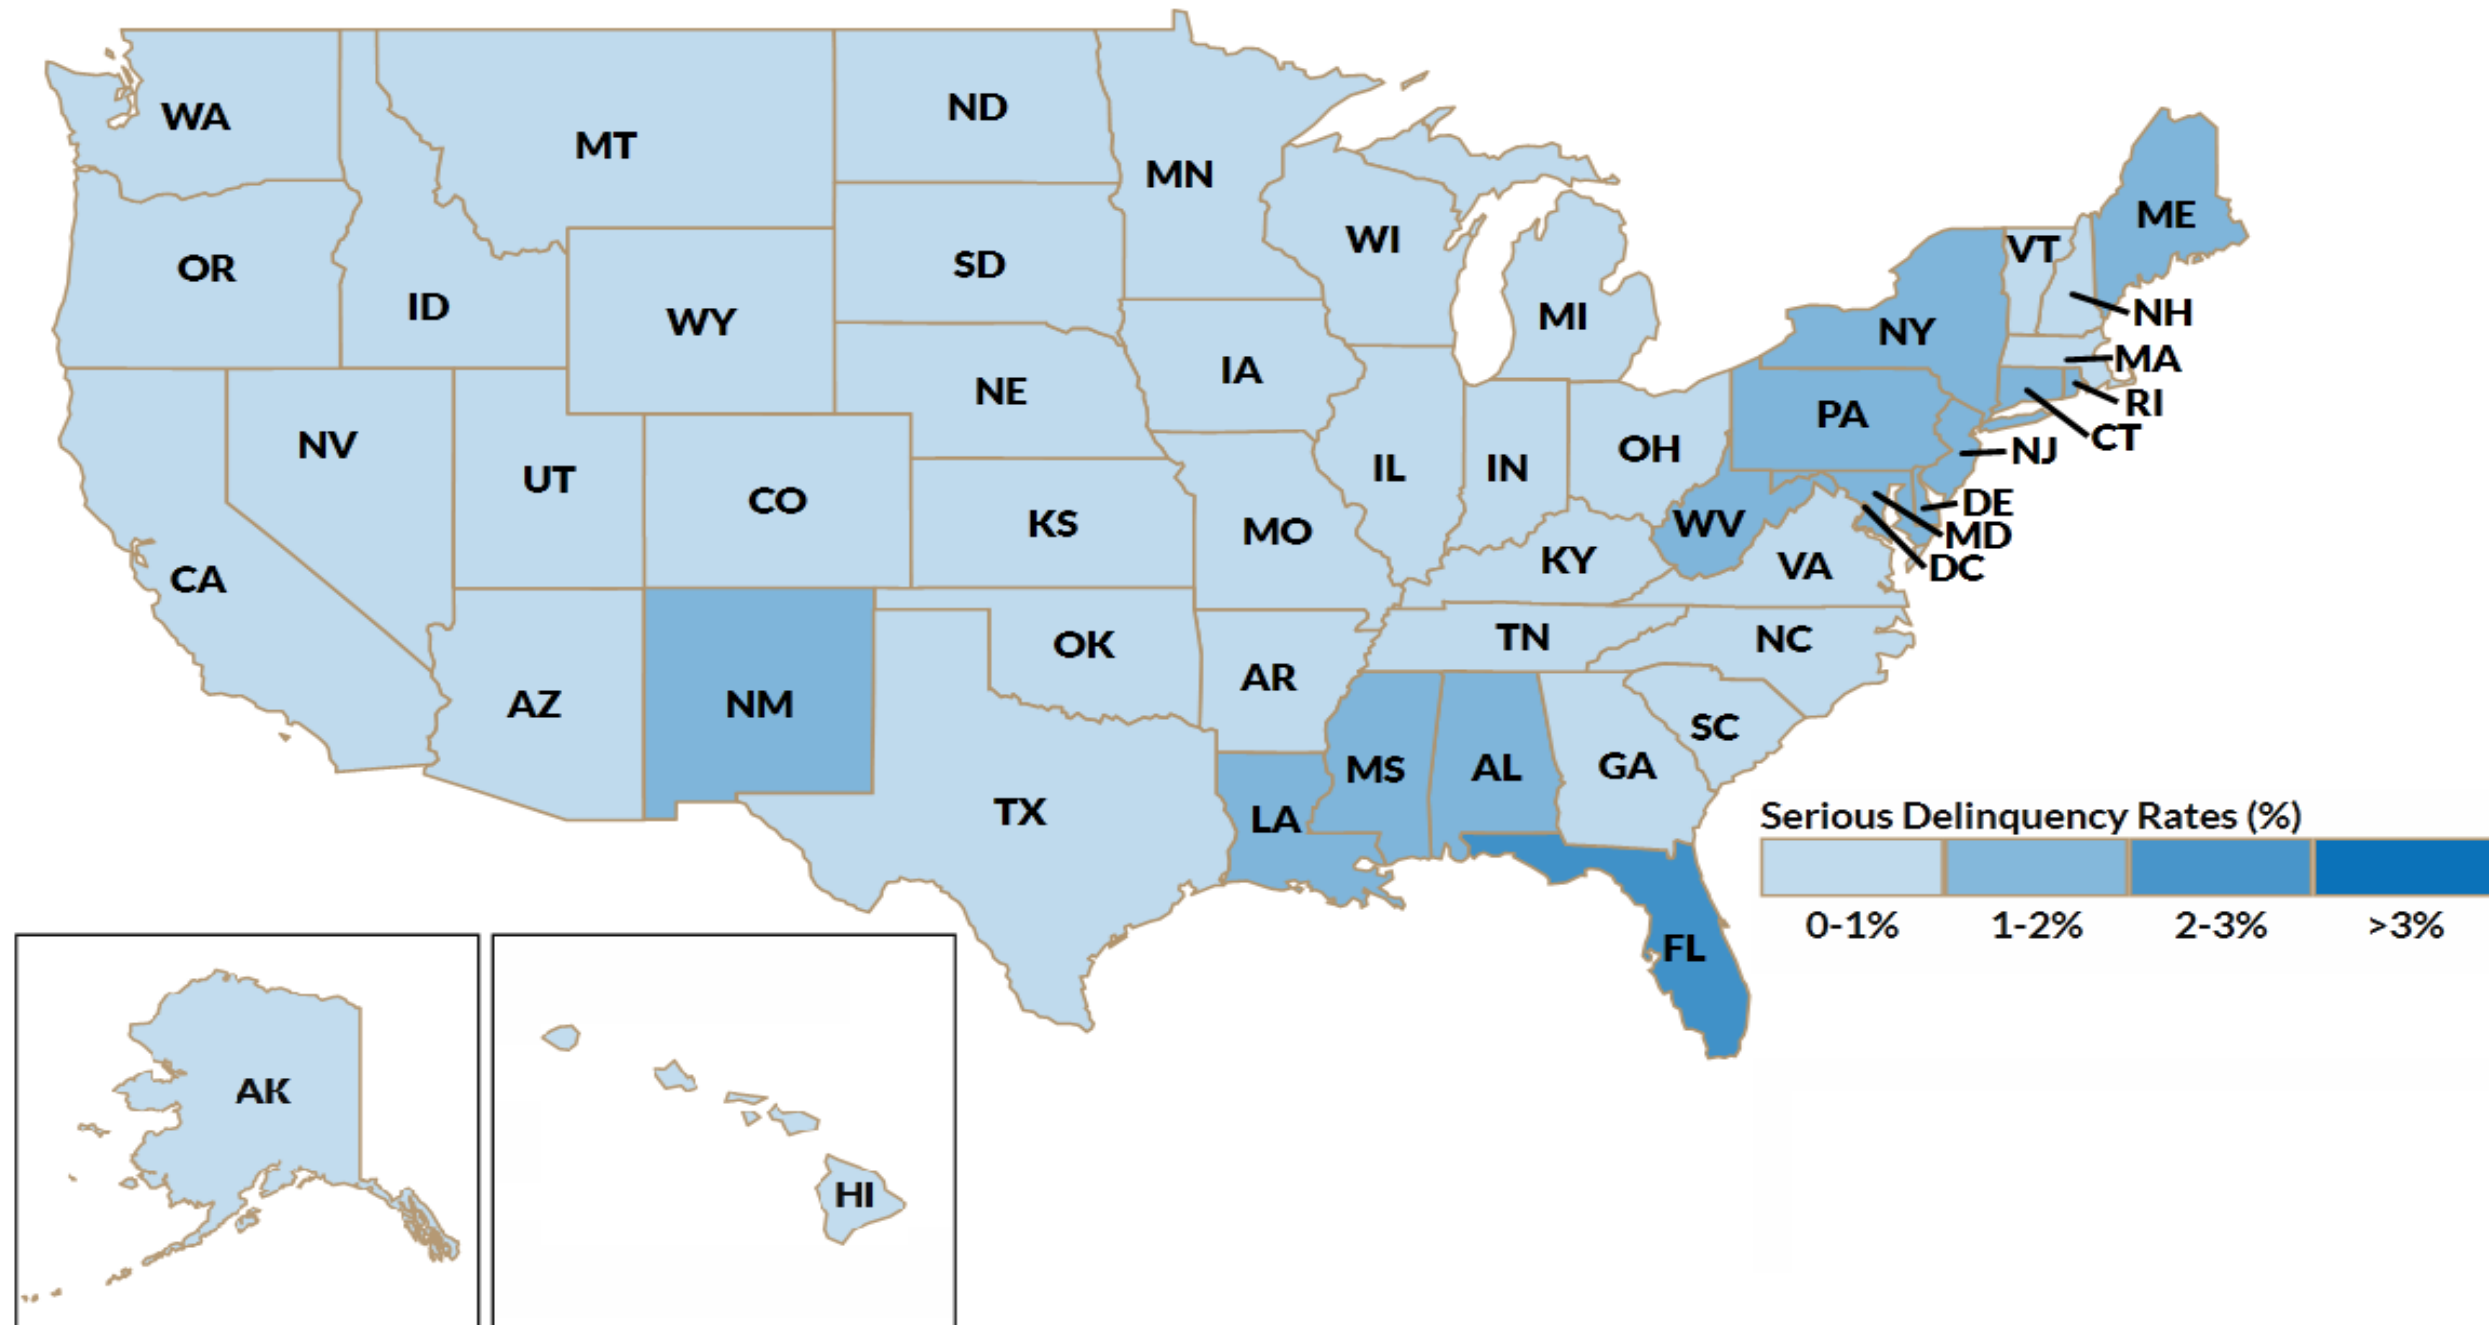 WA
MT
ND
MN
OR
ID
WY
SD
WI
MI
VT
ME
NH
NY
MA
RI
CT
NV
UT
CO
NE
IA
IL
IN
OH
PA
NJ
DE
MD
DC
CA
KS
MO
KY
WV
VA
AZ
NM
OK
AR
TN
NC
SC
TX
LA
MS
AL
GA
FL
Serious Delinquency Rates (%)
0-1% 1-2% 2-3% >3%
AK
HI